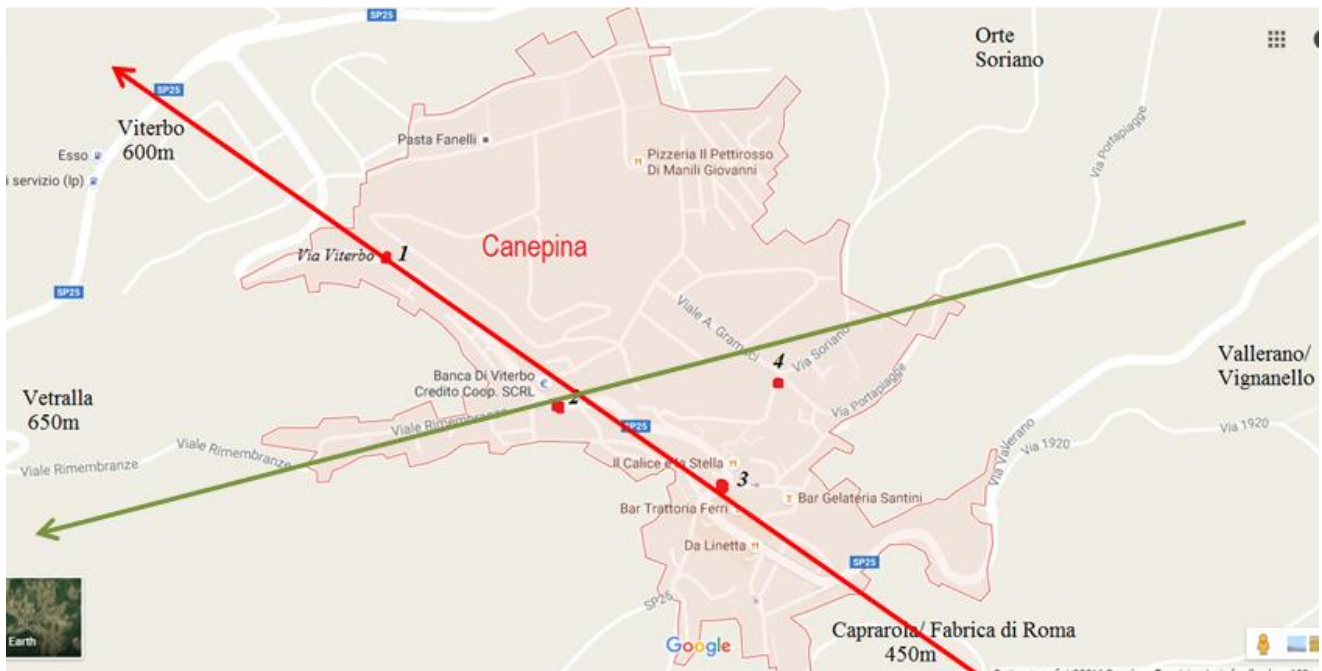 SP25
Orte
Soriano
SP25
Viterbo
600m
Pasta Fanelli
Esso
i servizio (Ip)
Pizzeria Il Pettirosso
Di Manili Giovanni
Via Portapiagge
Via Viterbo
1
Canepina
SP25
Viale A. Gramsci
Via Soriano
4
Vallerano/
Vignanello
Banca Di Viterbo
Credito Coop. SCRL
€
2
Vetralla
650m
Viale Rimembranze
Via Portapiagge
SP25
Via Vallerano
Via 1920
Via 1920
Viale Rimembranze
Viale Rimembranze
Il Calice e la Stella
3
Bar Gelateria Santini
Bar Trattoria Ferri
Da Linetta
SP25
SP25
Earth
Google
Caprarola/ Fabrica di Roma
450m